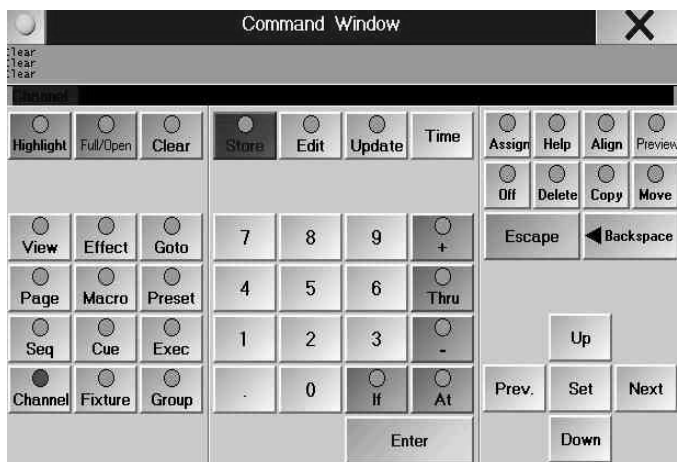 Command Window
Clear
Clear
Clear
Channel
Highlight Full/Open Clear Store Edit Update Time Assign Help Align Preview
Off Delete Copy Move
View Effect Goto 7 8 9 + Escape Backspace
Page Macro Preset 4 5 6 Thru
Seq Cue Exec 1 2 3 - Up
Channel Fixture Group . 0 If At Prev. Set Next
Enter Down